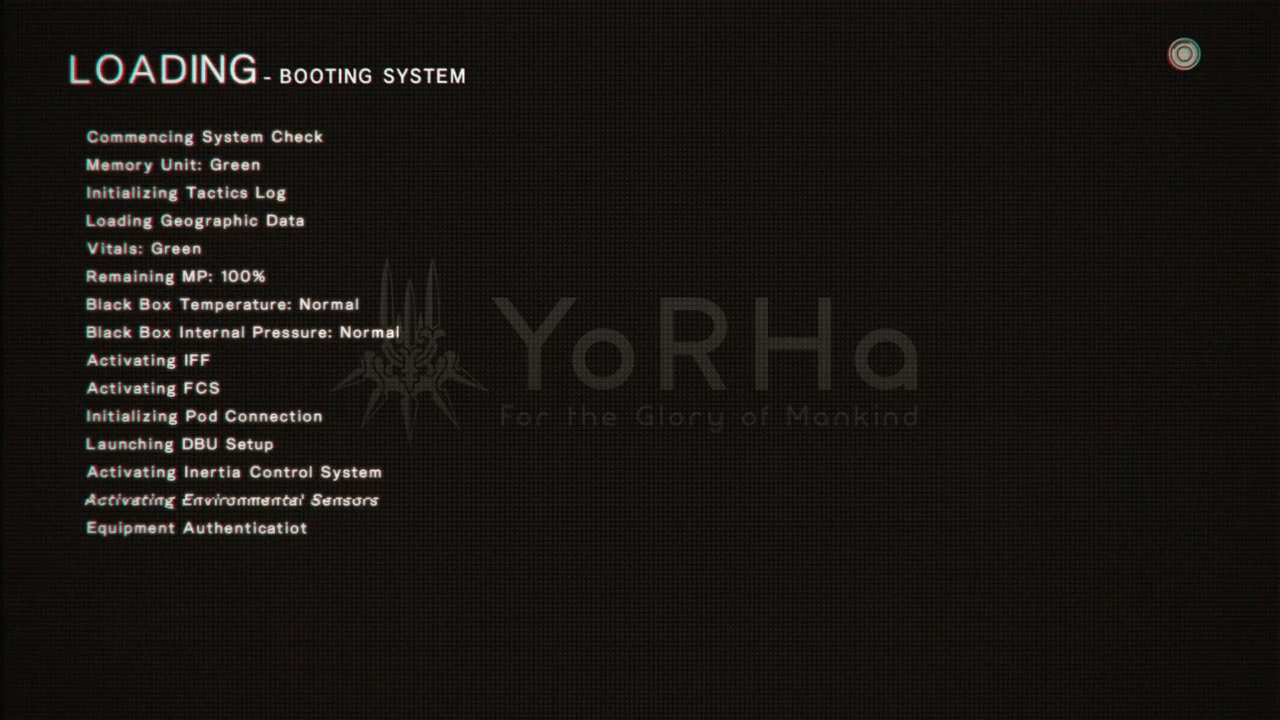 LOADING - BOOTING SYSTEM
Commencing System Check
Memory Unit: Green
Initializing Tactics Log
Loading Geographic Data
Vitals: Green
Remaining MP: 100%
Black Box Temperature: Normal
Black Box Internal Pressure: Normal
Activating IFF
Activating FCS
Initializing Pod Connection
Launching DBU Setup
Activating Inertia Control System
Activating Environmental Sensors
Equipment Authenticatiot
YoRHa
For the Glory of Mankind